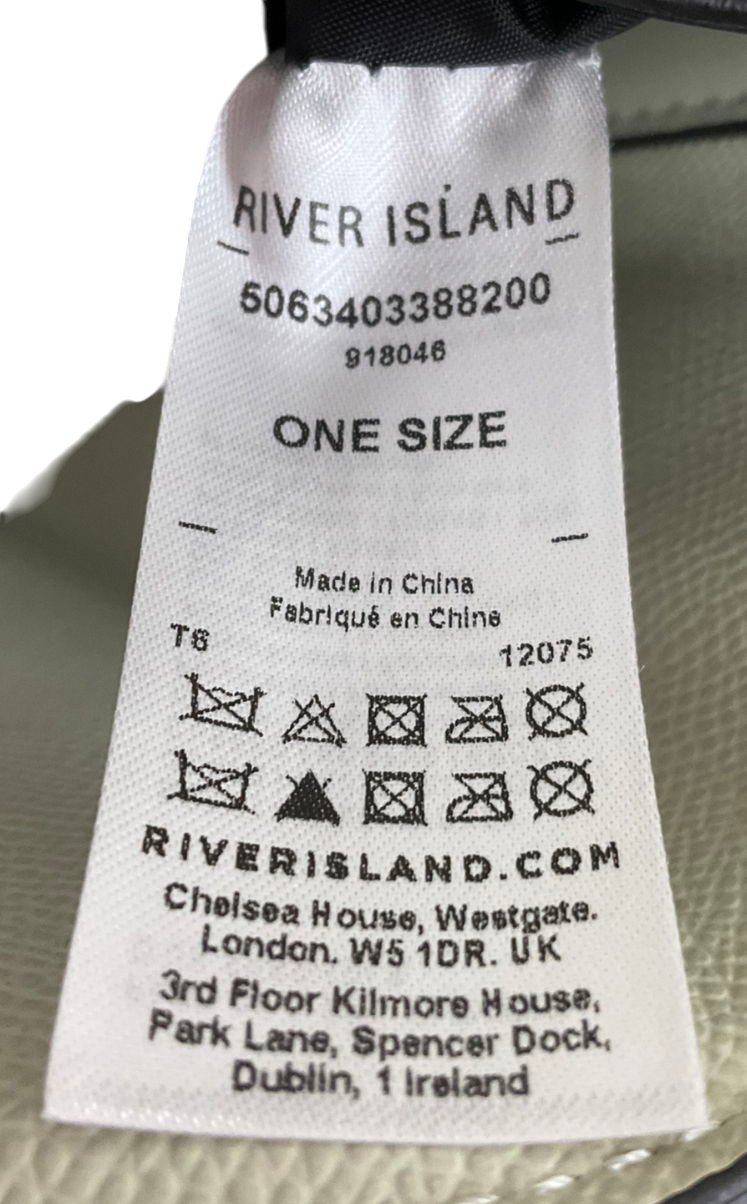 RIVER ISLAND
5063403388200
918046
ONE SIZE
Made in China
Fabriqué en Chine
T6 12075
RIVERISLAND.COM
Chelsea House, Westgate.
London. W5 1DR. UK
3rd Floor Kilmore House,
Park Lane, Spencer Dock,
Dublin, 1 Ireland